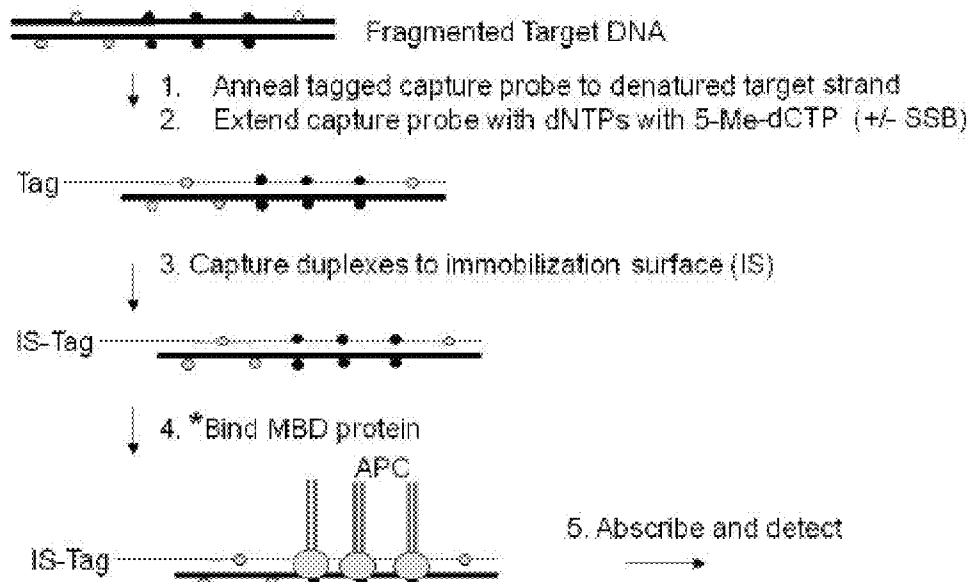 Fragmented Target DNA
1. Anneal tagged capture probe to denatured target strand
2. Extend capture probe with dNTPs with 5-Me-dCTP (+/- SSB)
Tag
3. Capture duplexes to immobilization surface (IS)
IS-Tag
4. *Bind MBD protein
APC
IS-Tag
5. Abscribe and detect